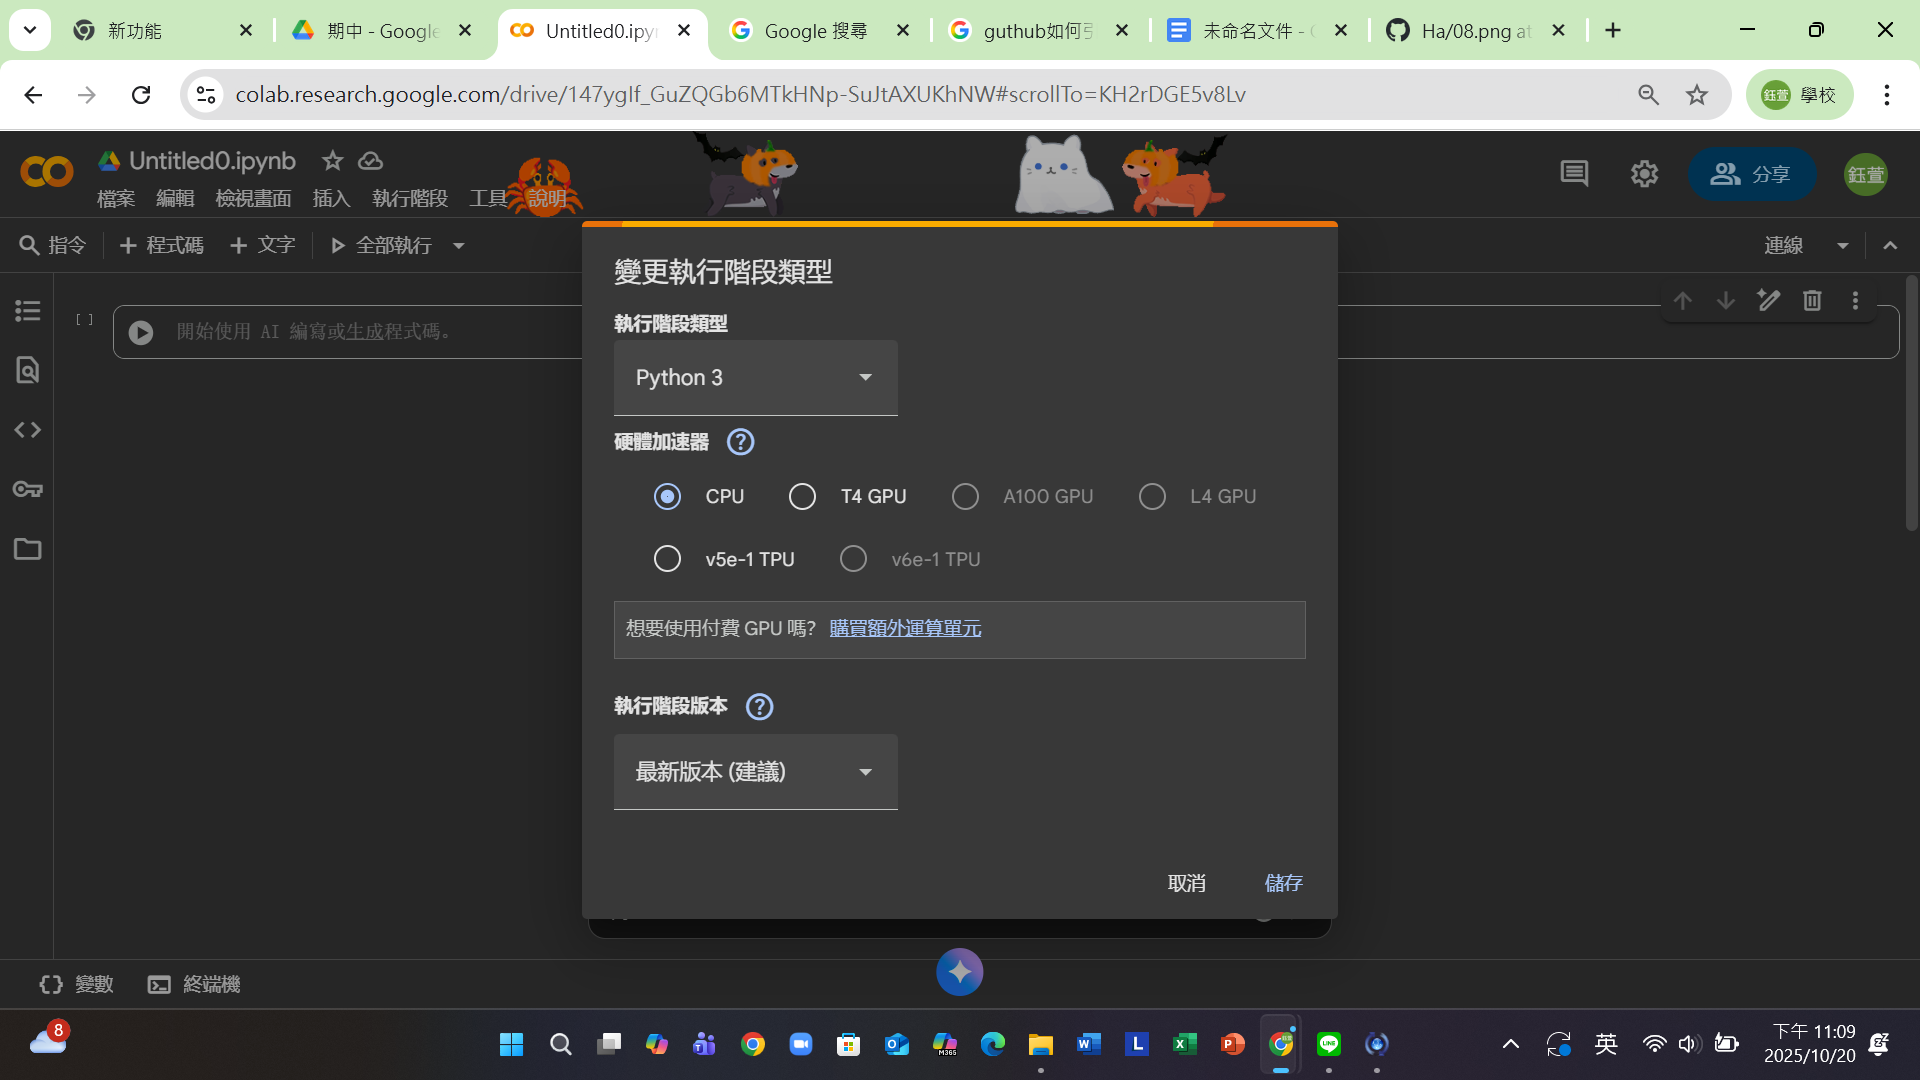 新功能
期中 - Google
Untitled0.ipy
Google 搜尋
guthub如何引
未命名文件 -
Ha/08.png at
colab.research.google.com/drive/147yglf_GuZQGb6MTkHNp-SuJtAXUKhNW#scrollTo=KH2rDGE5v8Lv
鈺萱
學校
Untitled0.ipynb
檔案 編輯 檢視畫面 插入 執行階段 工具 說明
分享
鈺萱
指令 + 程式碼 + 文字 全部執行
連線
[ ]
開始使用 AI 編寫或生成程式碼。
變更執行階段類型
執行階段類型
Python 3
硬體加速器 ?
CPU T4 GPU A100 GPU L4 GPU
v5e-1 TPU v6e-1 TPU
想要使用付費 GPU 嗎? 購買額外運算單元
執行階段版本 ?
最新版本 (建議)
取消 儲存
變數 終端機
8
M365
英
下午 11:09
2025/10/20